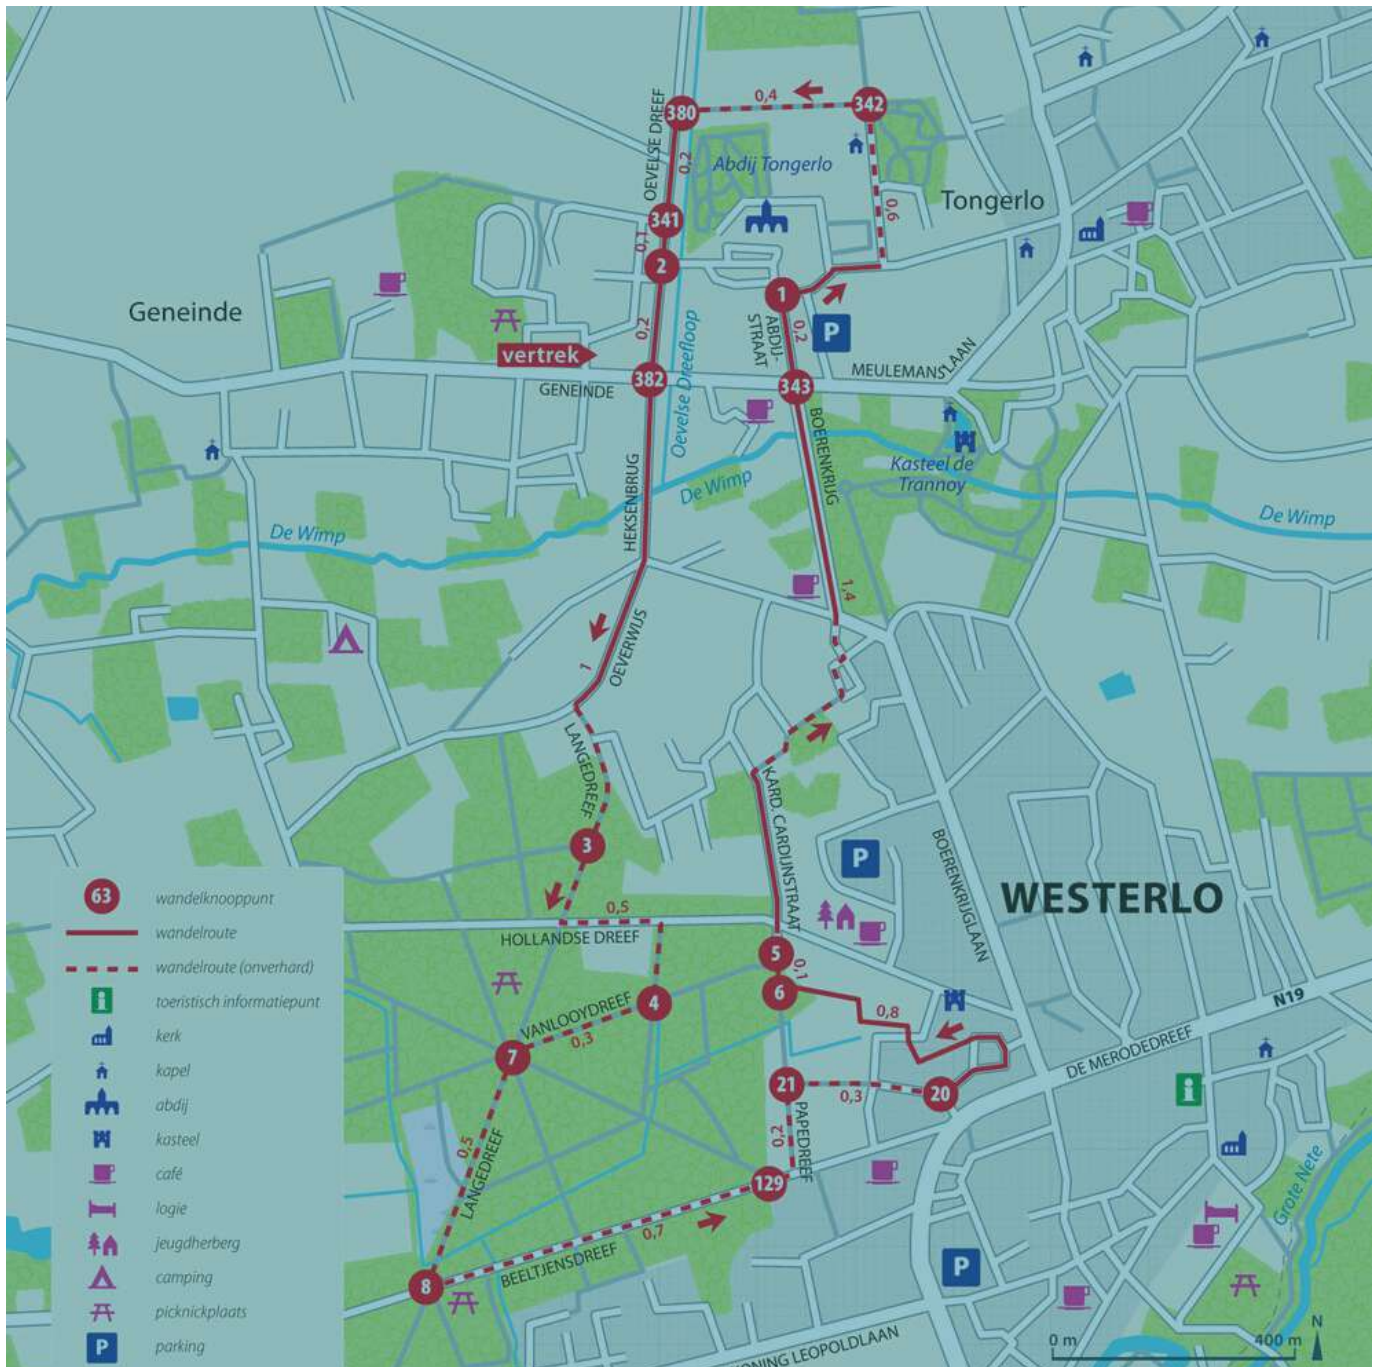 380
0,4
342
OEVELSE DREEF
0,2
Abdij Tongerlo
Tongerlo
0,6
341
0,1
2
1
Geneinde
0,2
0,2
ABDIJ-
STRAAT
P
vertrek
MEULEMANSLAAN
382
343
GENEINDE
Oevelse Dreefloop
BOERENKRIJG
Kasteel de
Trannoy
HEKSENBRUG
De Wimp
De Wimp
De Wimp
1,4
1
OEVERWIJS
LANGEDREEF
KARD. CARDIJNSTRAAT
3
P
BOERENKRIJGLAAN
WESTERLO
0,5
HOLLANDSE DREEF
5
0,1
6
0,8
4
VANLOOYDREEF
0,3
7
N19
DE MERODEDREEF
21
0,3
20
i
0,2
PAPEDREEF
0,5
LANGEDREEF
129
0,7
BEELTJENSDREEF
8
Grote Nete
P
KONING LEOPOLDLAAN
0 m
400 m
N
63
wandelknooppunt
wandelroute
wandelroute (onverhard)
i
toeristisch informatiepunt
kerk
kapel
abdij
kasteel
café
logie
jeugdherberg
camping
picknickplaats
P
parking